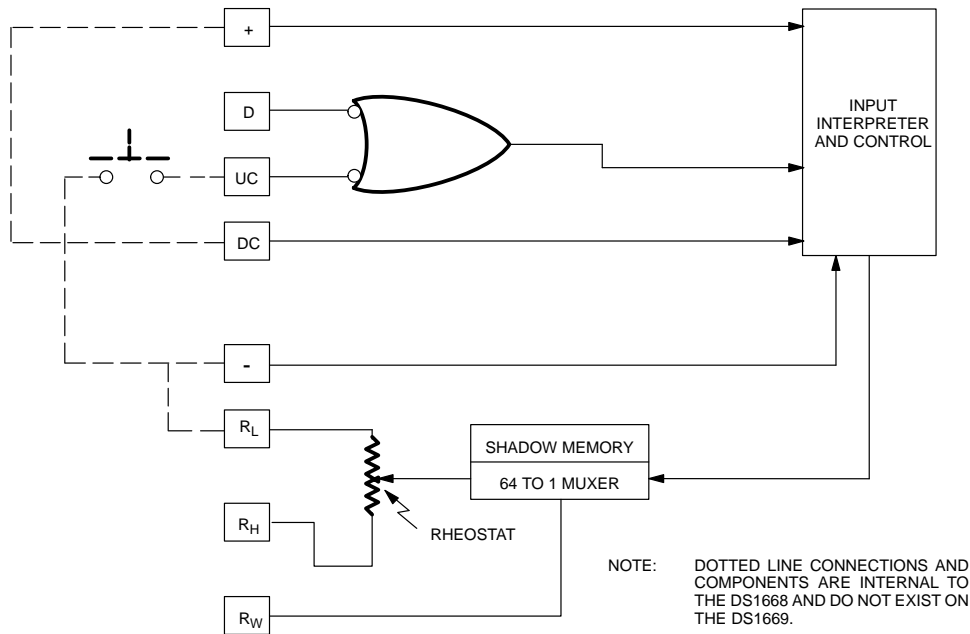 +
D
INPUT
INTERPRETER
AND CONTROL
UC
DC
-
RL
SHADOW MEMORY
64 TO 1 MUXER
RH
RHEOSTAT
NOTE: DOTTED LINE CONNECTIONS AND
COMPONENTS ARE INTERNAL TO
THE DS1668 AND DO NOT EXIST ON
THE DS1669.
RW